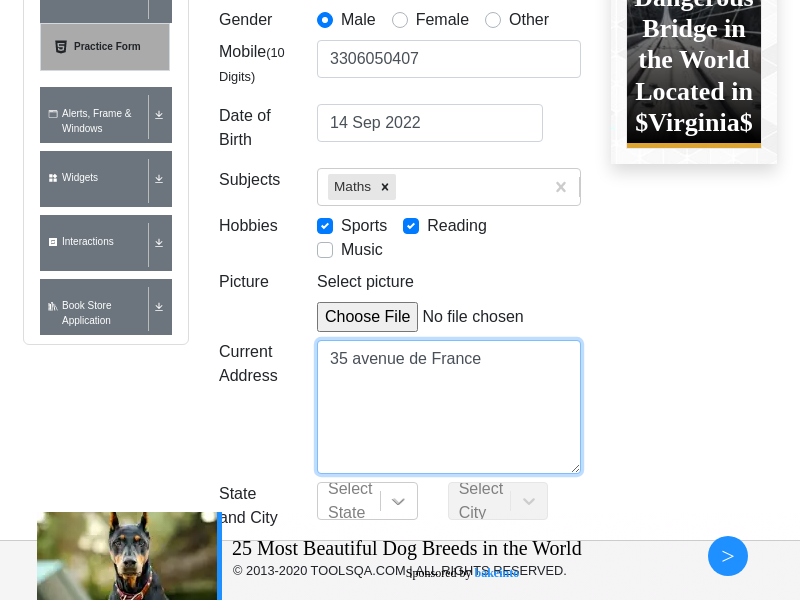 Gender
Male
Female
Other
Dangerous
Bridge in
the World
Located in
$Virginia$
Practice Form
Mobile(10
Digits)
3306050407
Alerts, Frame &
Windows
Date of
Birth
14 Sep 2022
Widgets
Subjects
Maths
Interactions
Hobbies
Sports
Reading
Music
Picture
Select picture
Book Store
Application
Choose File No file chosen
Current
Address
35 avenue de France
State
and City
Select
State
Select
City
25 Most Beautiful Dog Breeds in the World
© 2013-2020 TOOLSQA.COM | ALL RIGHTS RESERVED.
Sponsored by
>